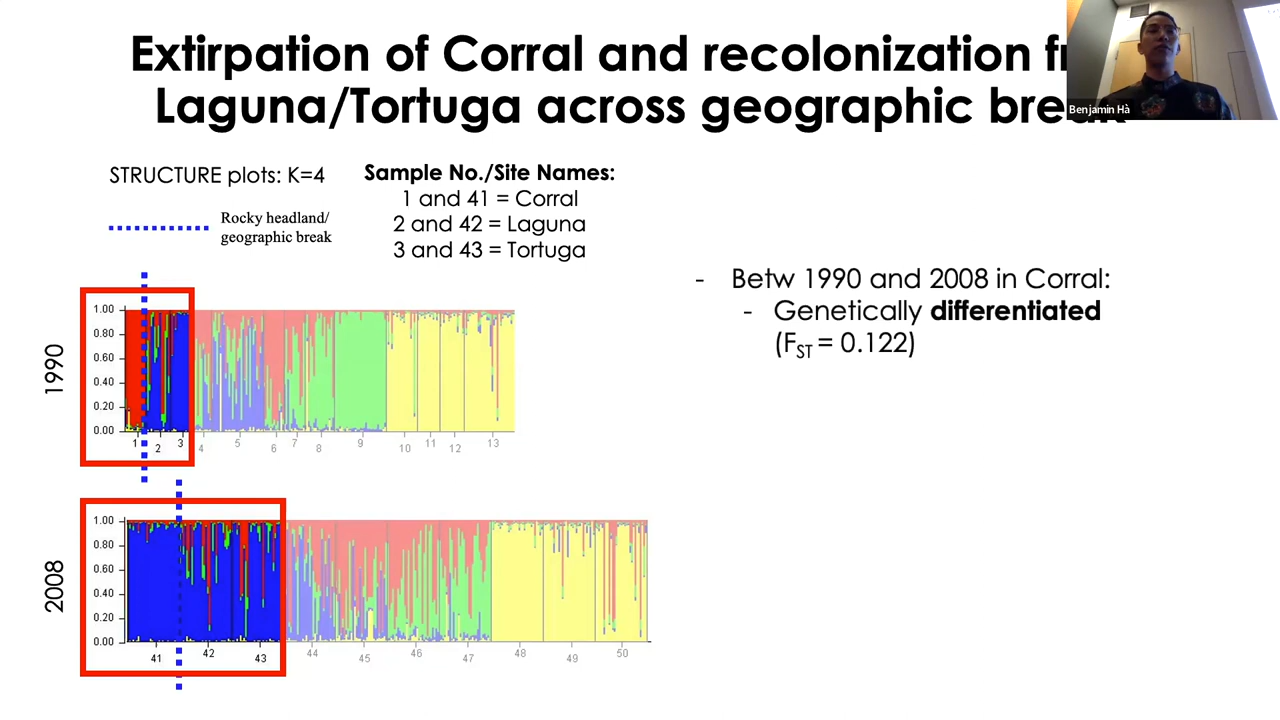 Extirpation of Corral and recolonization
Laguna/Tortuga across geographic break
Benjamin Hà
STRUCTURE plots: K=4
Rocky headland/
geographic break
Sample No./Site Names:
1 and 41 = Corral
2 and 42 = Laguna
3 and 43 = Tortuga
- Betw 1990 and 2008 in Corral:
- Genetically differentiated
(FST = 0.122)
1990
1.00
0.80
0.60
0.40
0.20
0.00
1 2 3 4 5 6 7 8 9 10 11 12 13
2008
1.00
0.80
0.60
0.40
0.20
0.00
41 42 43 44 45 46 47 48 49 50